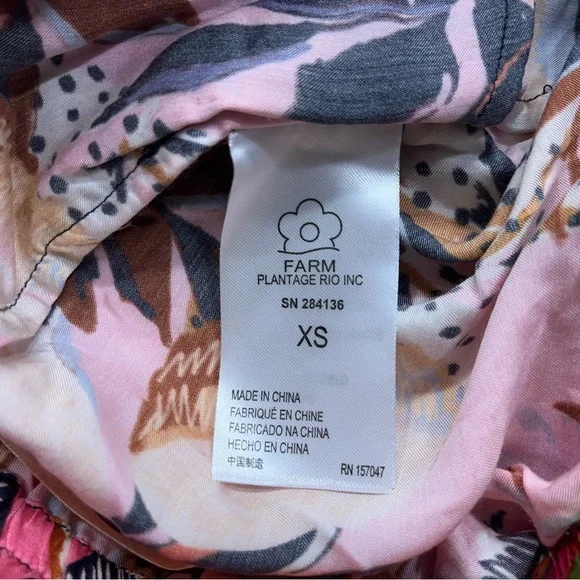 FARM
PLANTAGE RIO INC
SN 284136
XS
MADE IN CHINA
FABRIQUÉ EN CHINE
FABRICADO NA CHINA
HECHO EN CHINA
中国制造
RN 157047